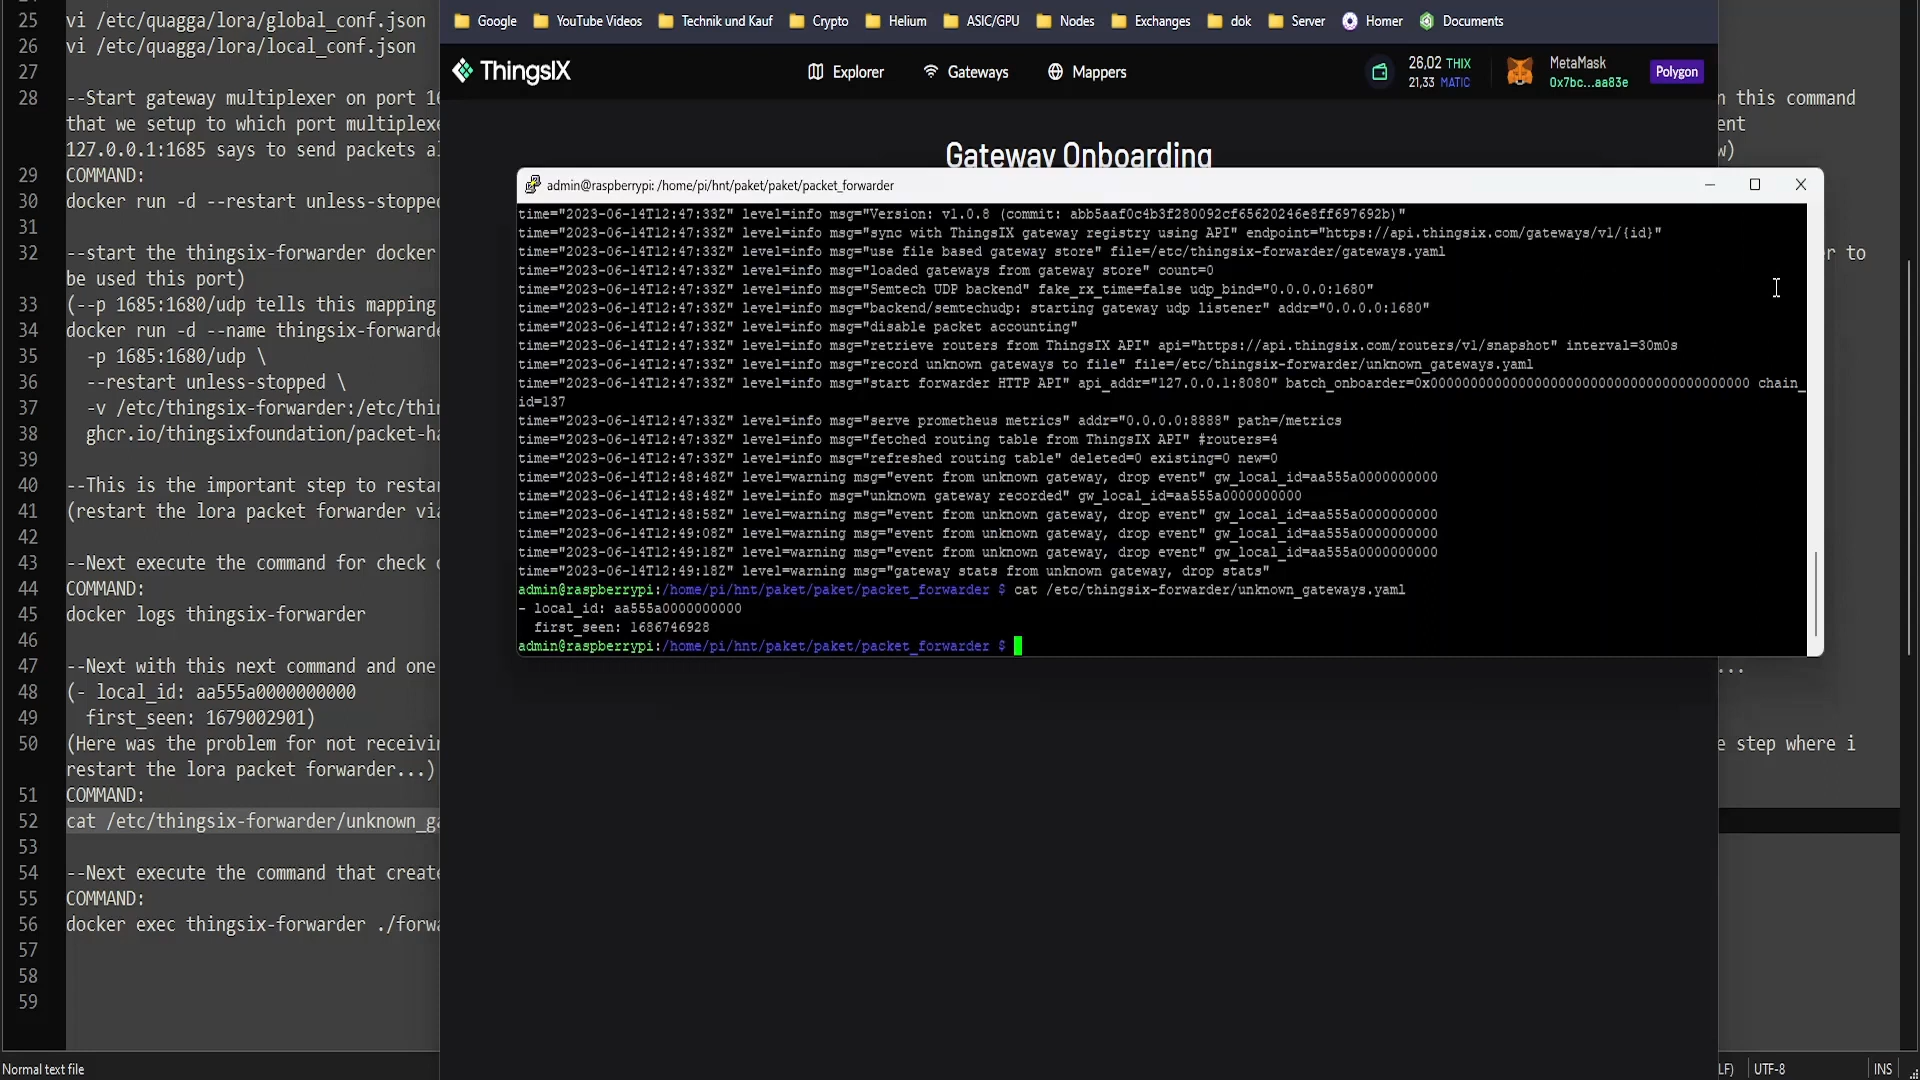 Google YouTube Videos Technik und Kauf Crypto Helium ASIC/GPU Nodes Exchanges dok Server Homer Documents
ThingsIX Explorer Gateways Mappers 26,02 THIX 21,33 MATIC MetaMask 0x7bc...aa83e Polygon
Gateway Onboarding
25 vi /etc/quagga/lora/global_conf.json
26 vi /etc/quagga/lora/local_conf.json
27
28 --Start gateway multiplexer on port 16
n this command
that we setup to which port multiplexe
ent
127.0.0.1:1685 says to send packets al
w)
29 COMMAND:
30 docker run -d --restart unless-stoppe
31
32 --start the thingsix-forwarder docker
r to
be used this port)
33 (--p 1685:1680/udp tells this mapping
34 docker run -d --name thingsix-forwarde
35 -p 1685:1680/udp \
36 --restart unless-stopped \
37 -v /etc/thingsix-forwarder:/etc/thin
38 ghcr.io/thingsixfoundation/packet-ha
39
40 --This is the important step to restar
41 (restart the lora packet forwarder via
42
43 --Next execute the command for check
44 COMMAND:
45 docker logs thingsix-forwarder
46
47 --Next with this next command and one
...
48 (- local_id: aa555a0000000000
49 first_seen: 1679002901)
50 (Here was the problem for not receivin
e step where i
restart the lora packet forwarder...)
51 COMMAND:
52 cat /etc/thingsix-forwarder/unknown_ga
53
54 --Next execute the command that create
55 COMMAND:
56 docker exec thingsix-forwarder ./forwa
57
58
59
admin@raspberrypi: /home/pi/hnt/paket/paket/packet_forwarder
time="2023-06-14T12:47:33Z" level=info msg="Version: v1.0.8 (commit: abb5aaf0c4b3f280092cf65620246e8ff697692b)"
time="2023-06-14T12:47:33Z" level=info msg="sync with ThingsIX gateway registry using API" endpoint="https://api.thingsix.com/gateways/v1/{id}"
time="2023-06-14T12:47:33Z" level=info msg="use file based gateway store" file=/etc/thingsix-forwarder/gateways.yaml
time="2023-06-14T12:47:33Z" level=info msg="loaded gateways from gateway store" count=0
time="2023-06-14T12:47:33Z" level=info msg="Semtech UDP backend" fake_rx_time=false udp_bind="0.0.0.0:1680"
time="2023-06-14T12:47:33Z" level=info msg="backend/semtechudp: starting gateway udp listener" addr="0.0.0.0:1680"
time="2023-06-14T12:47:33Z" level=info msg="disable packet accounting"
time="2023-06-14T12:47:33Z" level=info msg="retrieve routers from ThingsIX API" api="https://api.thingsix.com/routers/v1/snapshot" interval=30m0s
time="2023-06-14T12:47:33Z" level=info msg="record unknown gateways to file" file=/etc/thingsix-forwarder/unknown_gateways.yaml
time="2023-06-14T12:47:33Z" level=info msg="start forwarder HTTP API" api_addr="127.0.0.1:8080" batch_onboarder=0x0000000000000000000000000000000000000000 chain_
id=137
time="2023-06-14T12:47:33Z" level=info msg="serve prometheus metrics" addr="0.0.0.0:8888" path=/metrics
time="2023-06-14T12:47:33Z" level=info msg="fetched routing table from ThingsIX API" #routers=4
time="2023-06-14T12:47:33Z" level=info msg="refreshed routing table" deleted=0 existing=0 new=0
time="2023-06-14T12:48:48Z" level=warning msg="event from unknown gateway, drop event" gw_local_id=aa555a0000000000
time="2023-06-14T12:48:48Z" level=info msg="unknown gateway recorded" gw_local_id=aa555a0000000000
time="2023-06-14T12:48:58Z" level=warning msg="event from unknown gateway, drop event" gw_local_id=aa555a0000000000
time="2023-06-14T12:49:08Z" level=warning msg="event from unknown gateway, drop event" gw_local_id=aa555a0000000000
time="2023-06-14T12:49:18Z" level=warning msg="event from unknown gateway, drop event" gw_local_id=aa555a0000000000
time="2023-06-14T12:49:18Z" level=warning msg="gateway stats from unknown gateway, drop stats"
admin@raspberrypi:/home/pi/hnt/paket/paket/packet_forwarder $ cat /etc/thingsix-forwarder/unknown_gateways.yaml
- local_id: aa555a0000000000
first_seen: 1686746928
admin@raspberrypi:/home/pi/hnt/paket/paket/packet_forwarder $
Normal text file LF) UTF-8 INS